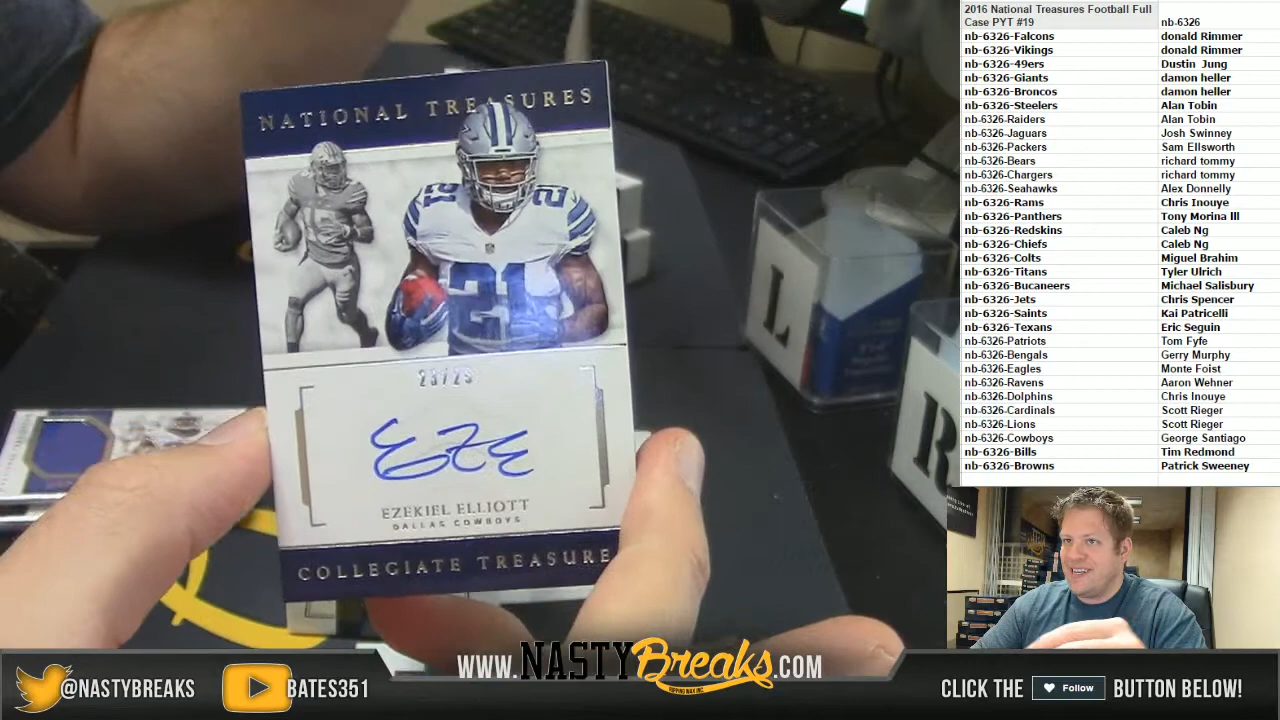 NATIONAL TREASURES
21
21
16
21
23/25
EZE
EZEKIEL ELLIOTT
DALLAS COWBOYS
COLLEGIATE TREASURE
L
R
2016 National Treasures Football Full
Case PYT #19 nb-6326
nb-6326-Falcons donald Rimmer
nb-6326-Vikings donald Rimmer
nb-6326-49ers Dustin Jung
nb-6326-Giants damon heller
nb-6326-Broncos damon heller
nb-6326-Steelers Alan Tobin
nb-6326-Raiders Alan Tobin
nb-6326-Jaguars Josh Swinney
nb-6326-Packers Sam Ellsworth
nb-6326-Bears richard tommy
nb-6326-Chargers richard tommy
nb-6326-Seahawks Alex Donnelly
nb-6326-Rams Chris Inouye
nb-6326-Panthers Tony Morina III
nb-6326-Redskins Caleb Ng
nb-6326-Chiefs Caleb Ng
nb-6326-Colts Miguel Brahim
nb-6326-Titans Tyler Ulrich
nb-6326-Bucaneers Michael Salisbury
nb-6326-Jets Chris Spencer
nb-6326-Saints Kai Patricelli
nb-6326-Texans Eric Seguin
nb-6326-Patriots Tom Fyfe
nb-6326-Bengals Gerry Murphy
nb-6326-Eagles Monte Foist
nb-6326-Ravens Aaron Wehner
nb-6326-Dolphins Chris Inouye
nb-6326-Cardinals Scott Rieger
nb-6326-Lions Scott Rieger
nb-6326-Cowboys George Santiago
nb-6326-Bills Tim Redmond
nb-6326-Browns Patrick Sweeney
@NASTYBREAKS
BATES351
WWW.NASTYBreaks.COM
RIPPING WAX INC.
CLICK THE Follow BUTTON BELOW!